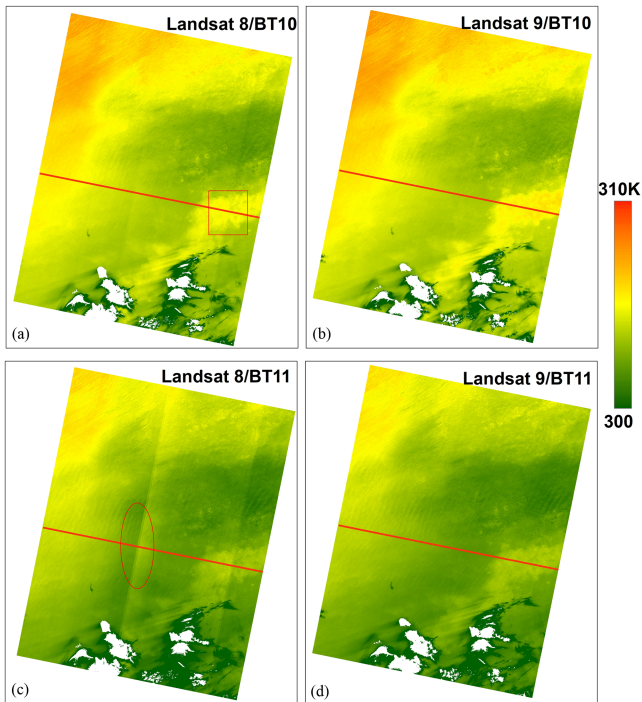 Landsat 8/BT10
Landsat 9/BT10
310K
(a)
(b)
Landsat 8/BT11
Landsat 9/BT11
300
(c)
(d)